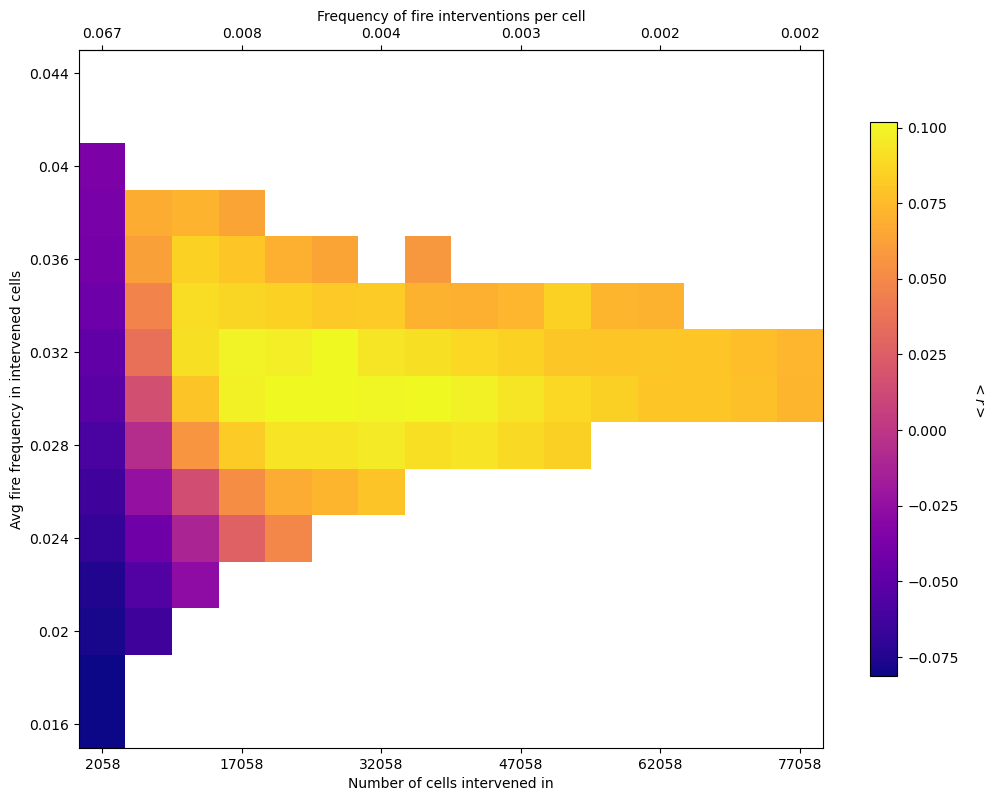 Frequency of fire interventions per cell
0.067 0.008 0.004 0.003 0.002 0.002
Avg fire frequency in intervened cells
0.044
0.04
0.036
0.032
0.028
0.024
0.02
0.016
2058 17058 32058 47058 62058 77058
Number of cells intervened in
0.100
0.075
0.050
0.025
0.000
−0.025
−0.050
−0.075
< r >